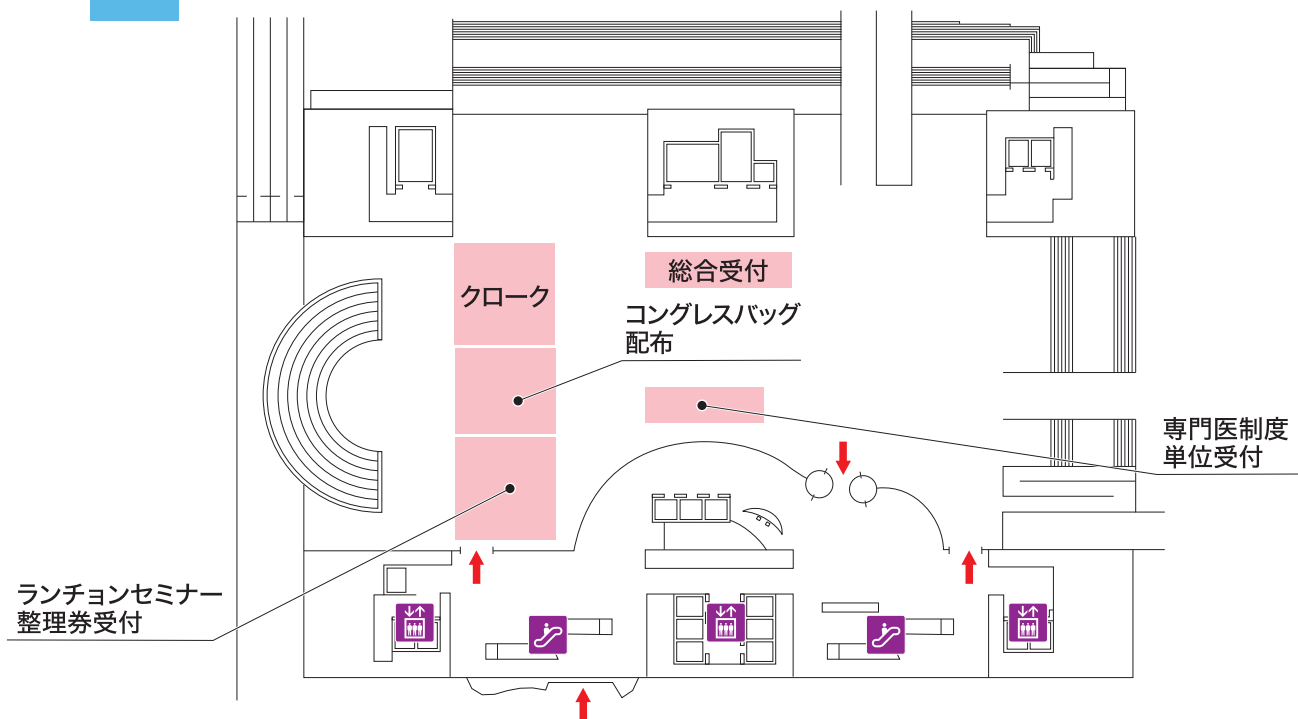 総合受付
クローク
コングレスバッグ
配布
専門医制度
単位受付
ランチョンセミナー
整理券受付